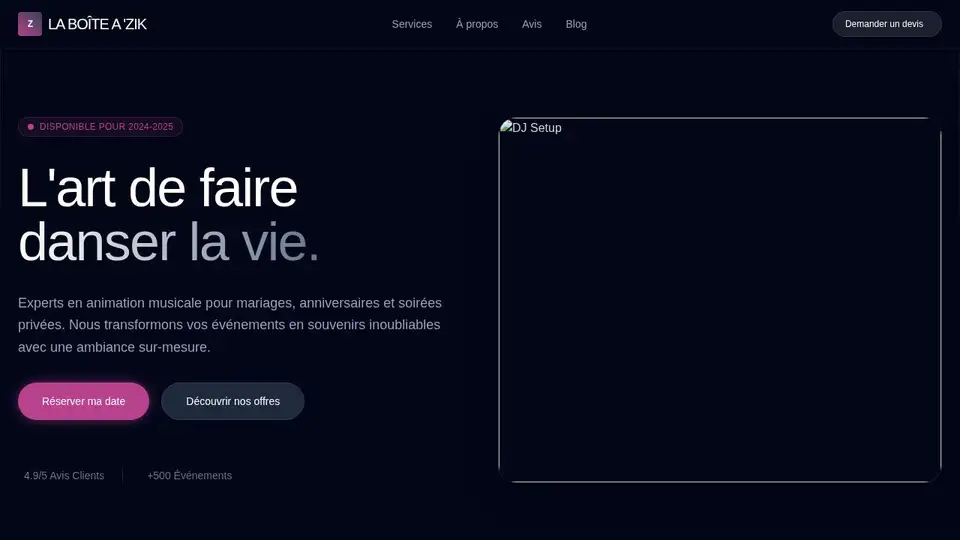 Z
LA BOÎTE A 'ZIK
Services
À propos
Avis
Blog
Demander un devis
DISPONIBLE POUR 2024-2025
L'art de faire
danser la vie.
Experts en animation musicale pour mariages, anniversaires et soirées
privées. Nous transformons vos événements en souvenirs inoubliables
avec une ambiance sur-mesure.
Réserver ma date
Découvrir nos offres
4.9/5 Avis Clients
+500 Événements
DJ Setup